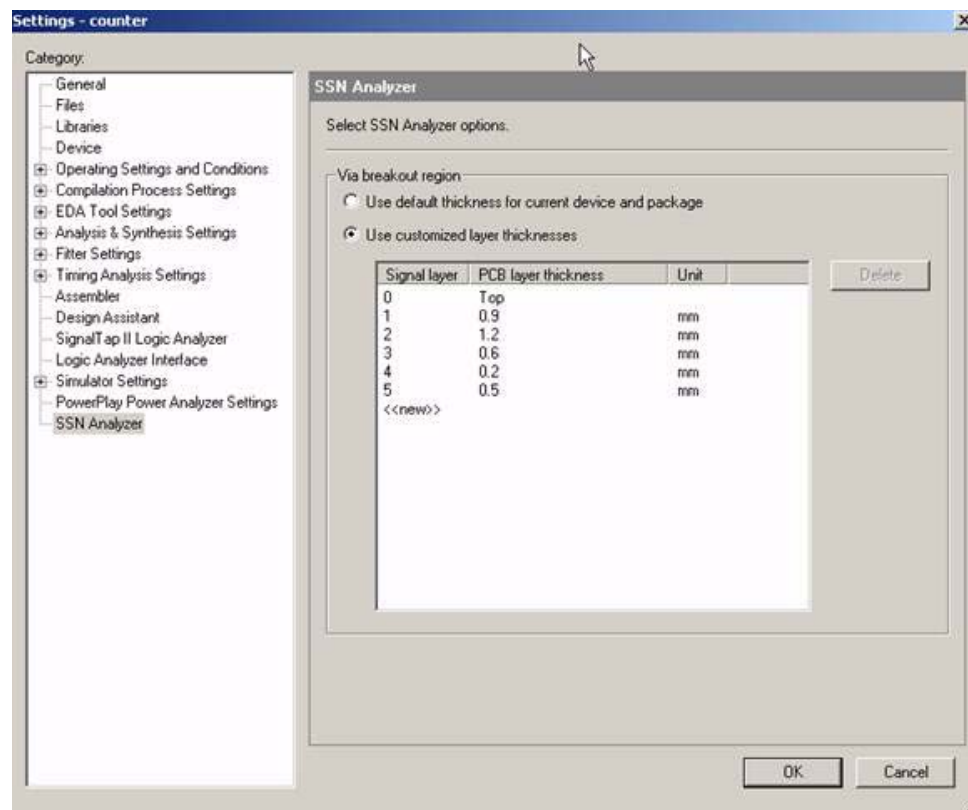 Settings - counter
Category:
General
Files
Libraries
Device
Operating Settings and Conditions
Compilation Process Settings
EDA Tool Settings
Analysis & Synthesis Settings
Fitter Settings
Timing Analysis Settings
Assembler
Design Assistant
SignalTap II Logic Analyzer
Logic Analyzer Interface
Simulator Settings
PowerPlay Power Analyzer Settings
SSN Analyzer
SSN Analyzer
Select SSN Analyzer options.
Via breakout region
Use default thickness for current device and package
Use customized layer thicknesses
Signal layer PCB layer thickness Unit
0 Top
1 0.9 mm
2 1.2 mm
3 0.6 mm
4 0.2 mm
5 0.5 mm
<<new>>
Delete
OK Cancel